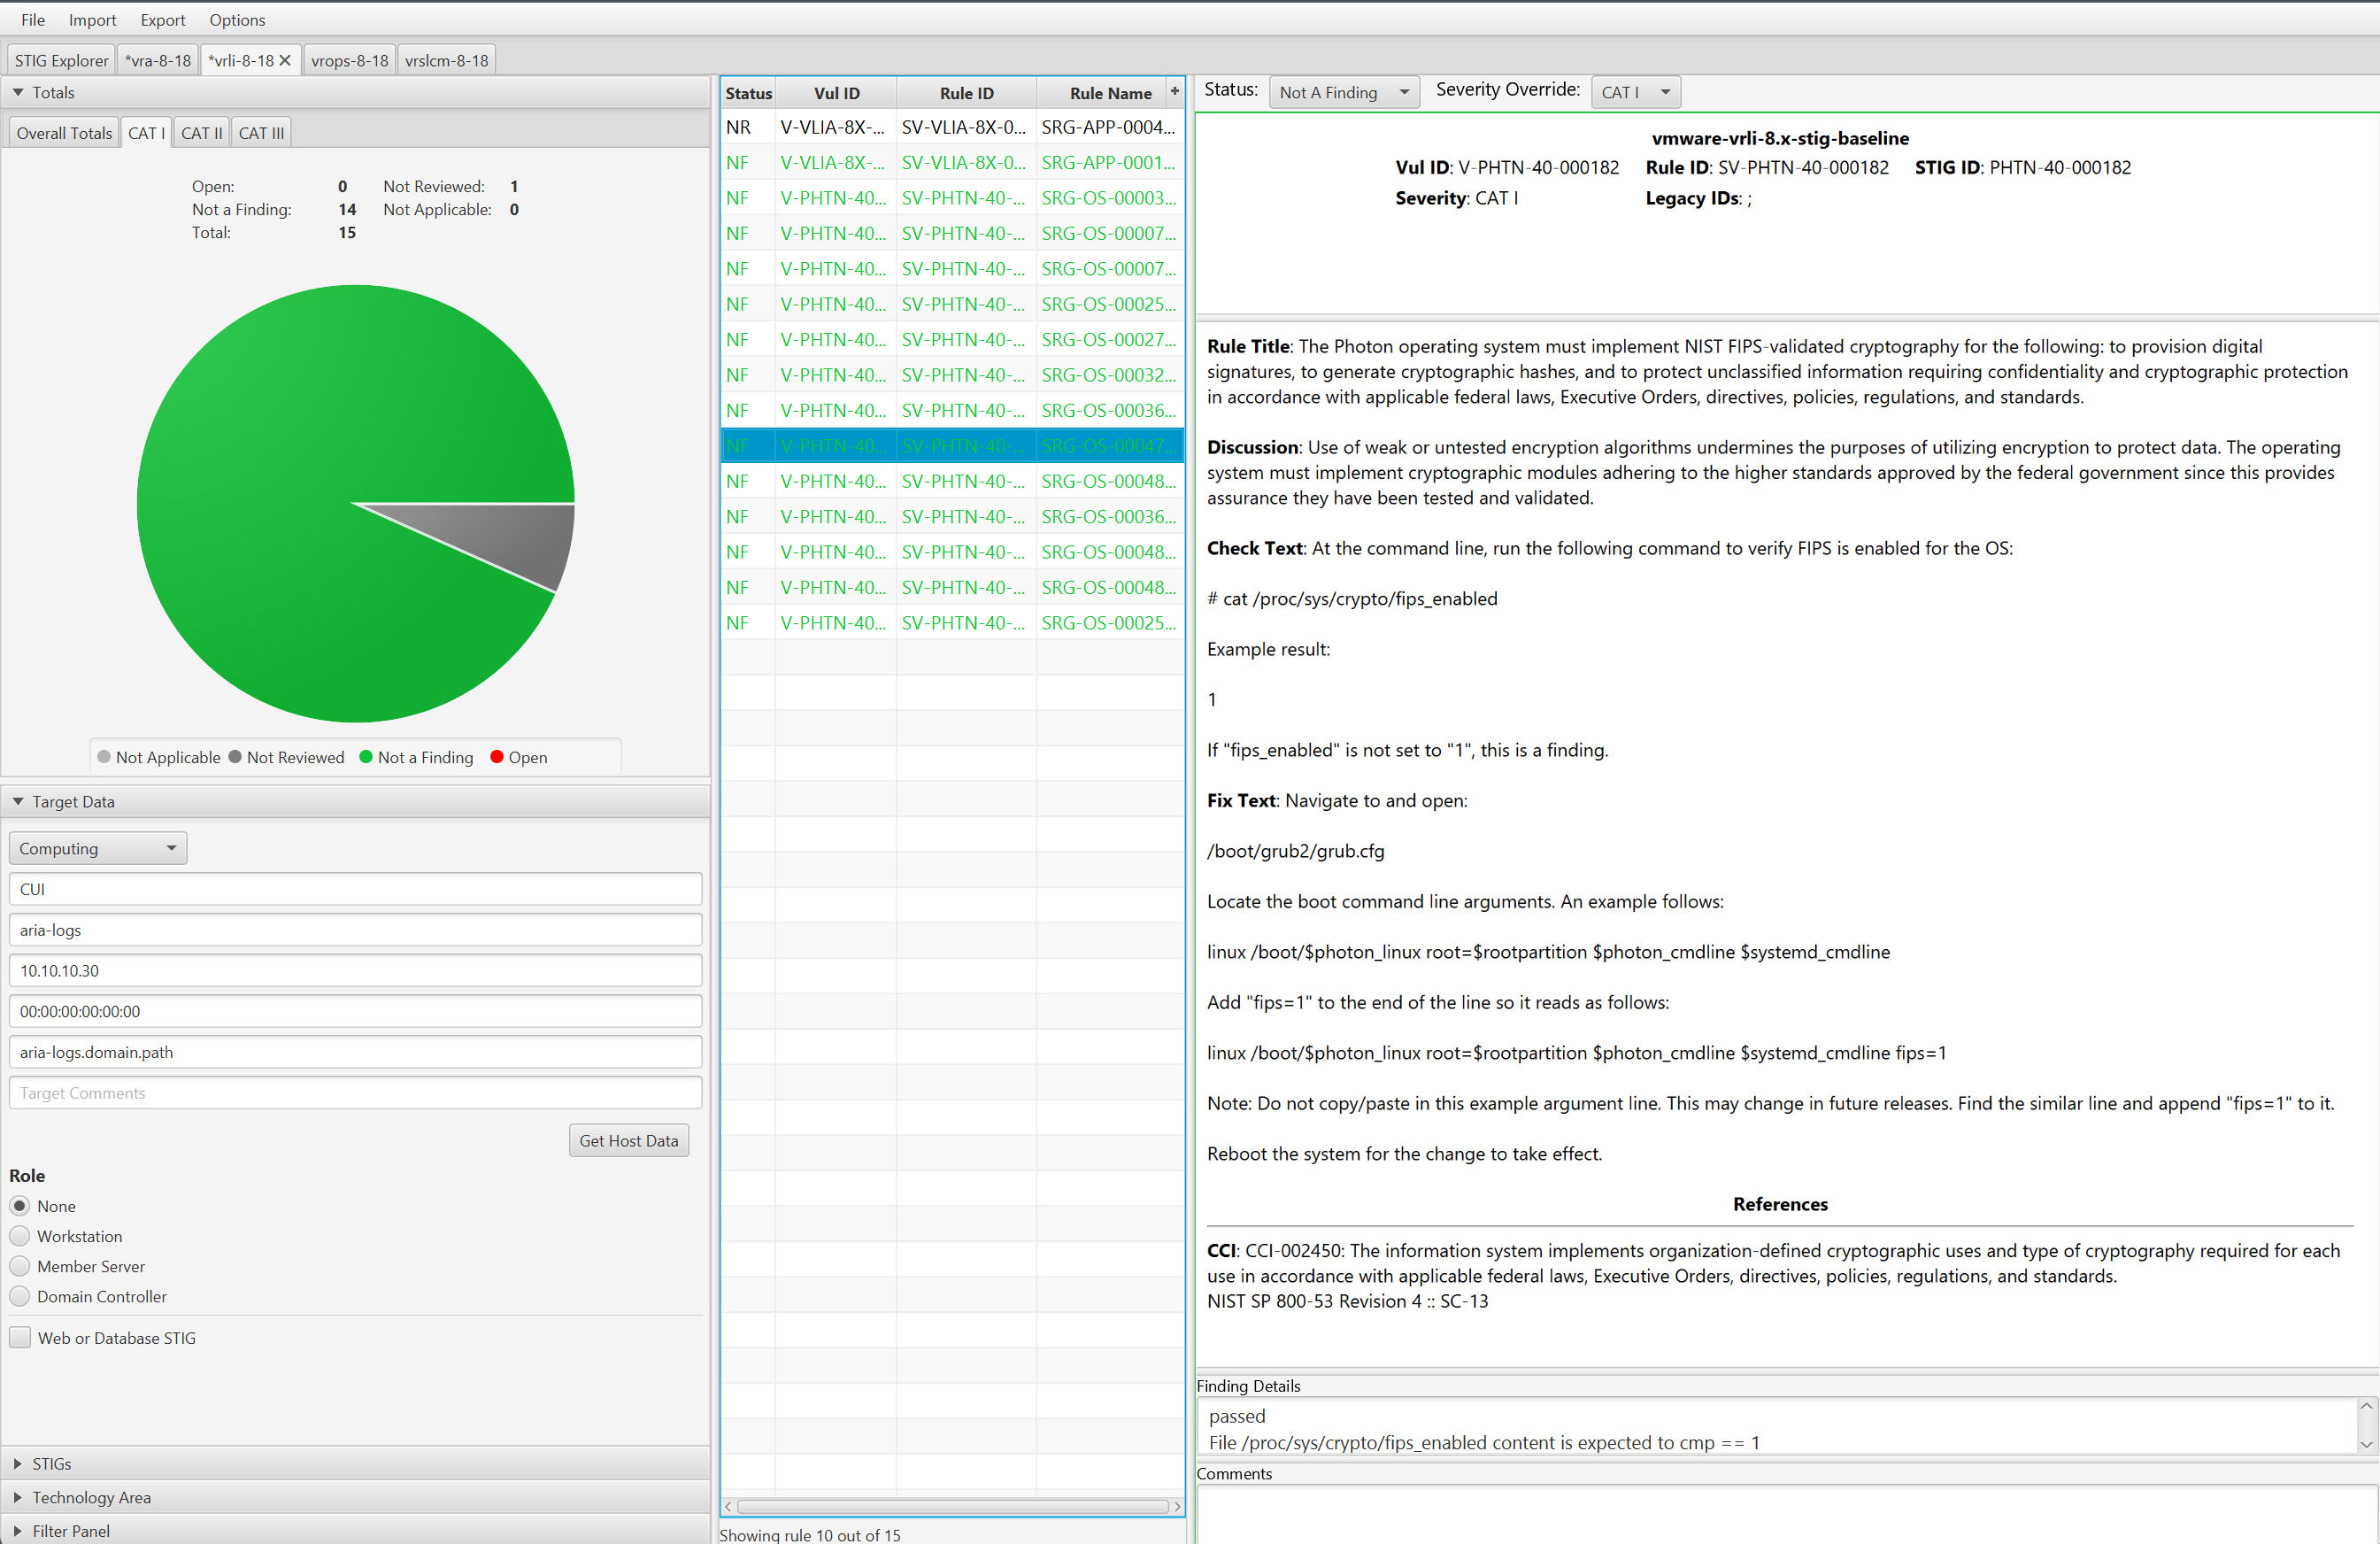 File Import Export Options
STIG Explorer *vra-8-18 *vrli-8-18 vrops-8-18 vrslcm-8-18
Totals
Overall Totals CAT I CAT II CAT III
Open: 0 Not Reviewed: 1
Not a Finding: 14 Not Applicable: 0
Total: 15
Not Applicable Not Reviewed Not a Finding Open
Target Data
Computing
CUI
aria-logs
10.10.10.30
00:00:00:00:00:00
aria-logs.domain.path
Target Comments
Get Host Data
Role
None
Workstation
Member Server
Domain Controller
Web or Database STIG
STIGs
Technology Area
Filter Panel
Status Vul ID Rule ID Rule Name +
NR V-VLIA-8X-... SV-VLIA-8X-0... SRG-APP-0004...
NF V-VLIA-8X-... SV-VLIA-8X-0... SRG-APP-0001...
NF V-PHTN-40... SV-PHTN-40-... SRG-OS-00003...
NF V-PHTN-40... SV-PHTN-40-... SRG-OS-00007...
NF V-PHTN-40... SV-PHTN-40-... SRG-OS-00007...
NF V-PHTN-40... SV-PHTN-40-... SRG-OS-00025...
NF V-PHTN-40... SV-PHTN-40-... SRG-OS-00027...
NF V-PHTN-40... SV-PHTN-40-... SRG-OS-00032...
NF V-PHTN-40... SV-PHTN-40-... SRG-OS-00036...
NF V-PHTN-40... SV-PHTN-40-... SRG-OS-00047...
NF V-PHTN-40... SV-PHTN-40-... SRG-OS-00048...
NF V-PHTN-40... SV-PHTN-40-... SRG-OS-00036...
NF V-PHTN-40... SV-PHTN-40-... SRG-OS-00048...
NF V-PHTN-40... SV-PHTN-40-... SRG-OS-00048...
NF V-PHTN-40... SV-PHTN-40-... SRG-OS-00025...
Showing rule 10 out of 15
Status: Not A Finding Severity Override: CAT I
vmware-vrli-8.x-stig-baseline
Vul ID: V-PHTN-40-000182 Rule ID: SV-PHTN-40-000182 STIG ID: PHTN-40-000182
Severity: CAT I Legacy IDs: ;
Rule Title: The Photon operating system must implement NIST FIPS-validated cryptography for the following: to provision digital
signatures, to generate cryptographic hashes, and to protect unclassified information requiring confidentiality and cryptographic protection
in accordance with applicable federal laws, Executive Orders, directives, policies, regulations, and standards.
Discussion: Use of weak or untested encryption algorithms undermines the purposes of utilizing encryption to protect data. The operating
system must implement cryptographic modules adhering to the higher standards approved by the federal government since this provides
assurance they have been tested and validated.
Check Text: At the command line, run the following command to verify FIPS is enabled for the OS:
# cat /proc/sys/crypto/fips_enabled
Example result:
1
If "fips_enabled" is not set to "1", this is a finding.
Fix Text: Navigate to and open:
/boot/grub2/grub.cfg
Locate the boot command line arguments. An example follows:
linux /boot/$photon_linux root=$rootpartition $photon_cmdline $systemd_cmdline
Add "fips=1" to the end of the line so it reads as follows:
linux /boot/$photon_linux root=$rootpartition $photon_cmdline $systemd_cmdline fips=1
Note: Do not copy/paste in this example argument line. This may change in future releases. Find the similar line and append "fips=1" to it.
Reboot the system for the change to take effect.
References
CCI: CCI-002450: The information system implements organization-defined cryptographic uses and type of cryptography required for each
use in accordance with applicable federal laws, Executive Orders, directives, policies, regulations, and standards.
NIST SP 800-53 Revision 4 :: SC-13
Finding Details
passed
File /proc/sys/crypto/fips_enabled content is expected to cmp == 1
Comments